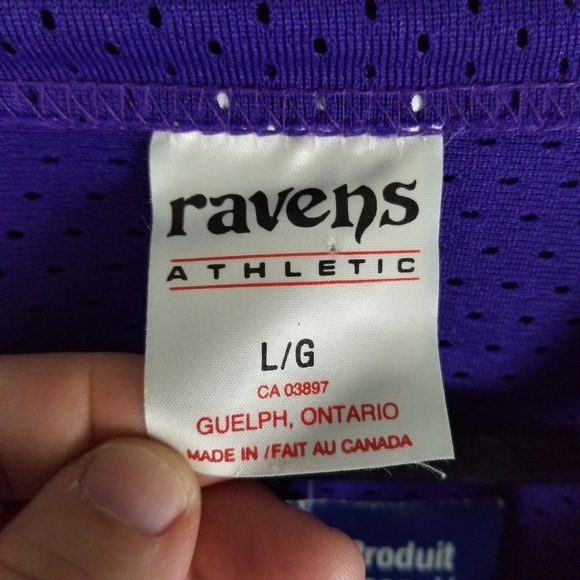 ravens
ATHLETIC
L/G
CA 03897
GUELPH, ONTARIO
MADE IN / FAIT AU CANADA
Produit